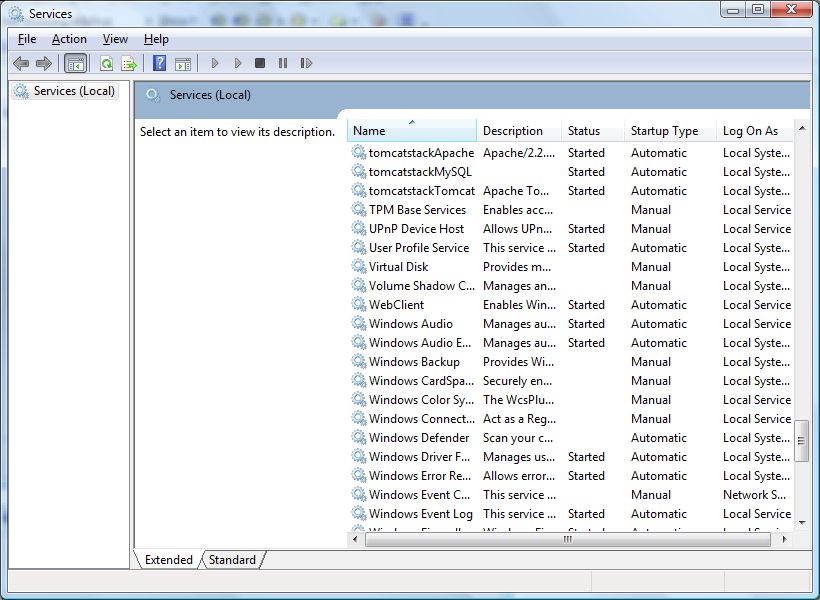 Services
File Action View Help
Services (Local)
Services (Local)
Select an item to view its description.
Name Description Status Startup Type Log On As
tomcatstackApache Apache/2.2.... Started Automatic Local Syste...
tomcatstackMySQL Started Automatic Local Syste...
tomcatstackTomcat Apache To... Started Automatic Local Syste...
TPM Base Services Enables acc... Manual Local Service
UPnP Device Host Allows UPn... Started Manual Local Service
User Profile Service This service ... Started Automatic Local Syste...
Virtual Disk Provides m... Manual Local Syste...
Volume Shadow C... Manages an... Manual Local Syste...
WebClient Enables Win... Started Automatic Local Service
Windows Audio Manages au... Started Automatic Local Service
Windows Audio E... Manages au... Started Automatic Local Syste...
Windows Backup Provides Wi... Manual Local Syste...
Windows CardSpa... Securely en... Manual Local Syste...
Windows Color Sy... The WcsPlu... Manual Local Service
Windows Connect... Act as a Reg... Manual Local Service
Windows Defender Scan your c... Automatic Local Syste...
Windows Driver F... Manages us... Started Automatic Local Syste...
Windows Error Re... Allows error... Started Automatic Local Syste...
Windows Event C... This service ... Manual Network S...
Windows Event Log This service ... Started Automatic Local Service
Extended Standard